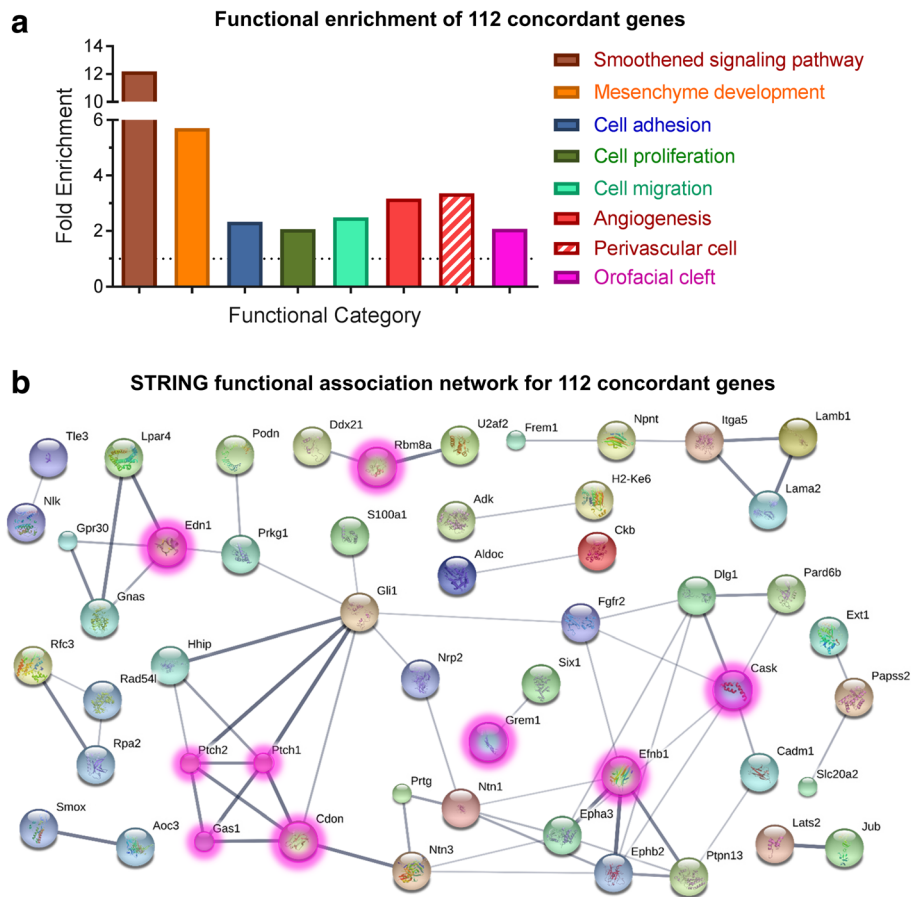 a
Functional enrichment of 112 concordant genes
14
12
10
6
4
2
0
Fold Enrichment
Functional Category
Smoothened signaling pathway
Mesenchyme development
Cell adhesion
Cell proliferation
Cell migration
Angiogenesis
Perivascular cell
Orofacial cleft
b
STRING functional association network for 112 concordant genes
Tle3
Lpar4
Podn
Ddx21
Rbm8a
U2af2
Frem1
Npnt
Itga5
Lamb1
Nlk
Gpr30
Edn1
Prkg1
S100a1
Adk
H2-Ke6
Lama2
Gnas
Aldoc
Ckb
Gli1
Fgfr2
Dlg1
Pard6b
Ext1
Rfc3
Rad54l
Hhip
Nrp2
Six1
Cask
Papss2
Rpa2
Ptch2
Ptch1
Grem1
Efnb1
Cadm1
Slc20a2
Smox
Aoc3
Gas1
Cdon
Prtg
Ntn1
Epha3
Ntn3
Ephb2
Ptpn13
Lats2
Jub